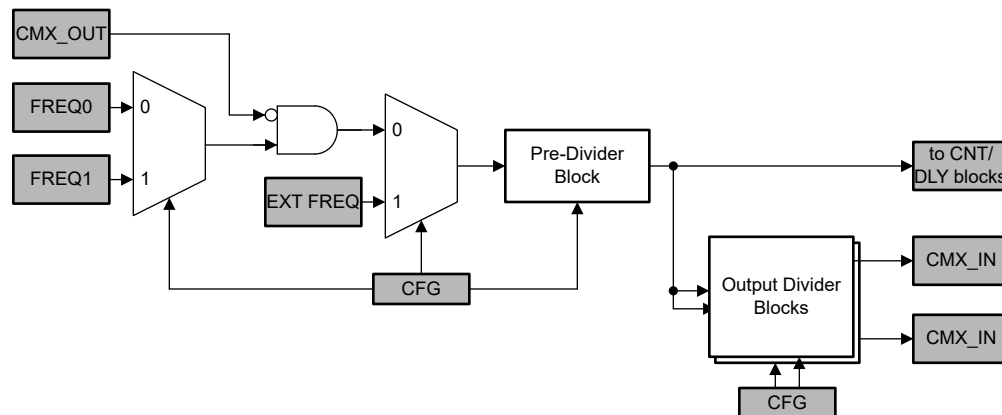 CMX_OUT
FREQ0
0
FREQ1
1
0
EXT FREQ
1
Pre-Divider
Block
to CNT/
DLY blocks
CFG
Output Divider
Blocks
CMX_IN
CMX_IN
CFG